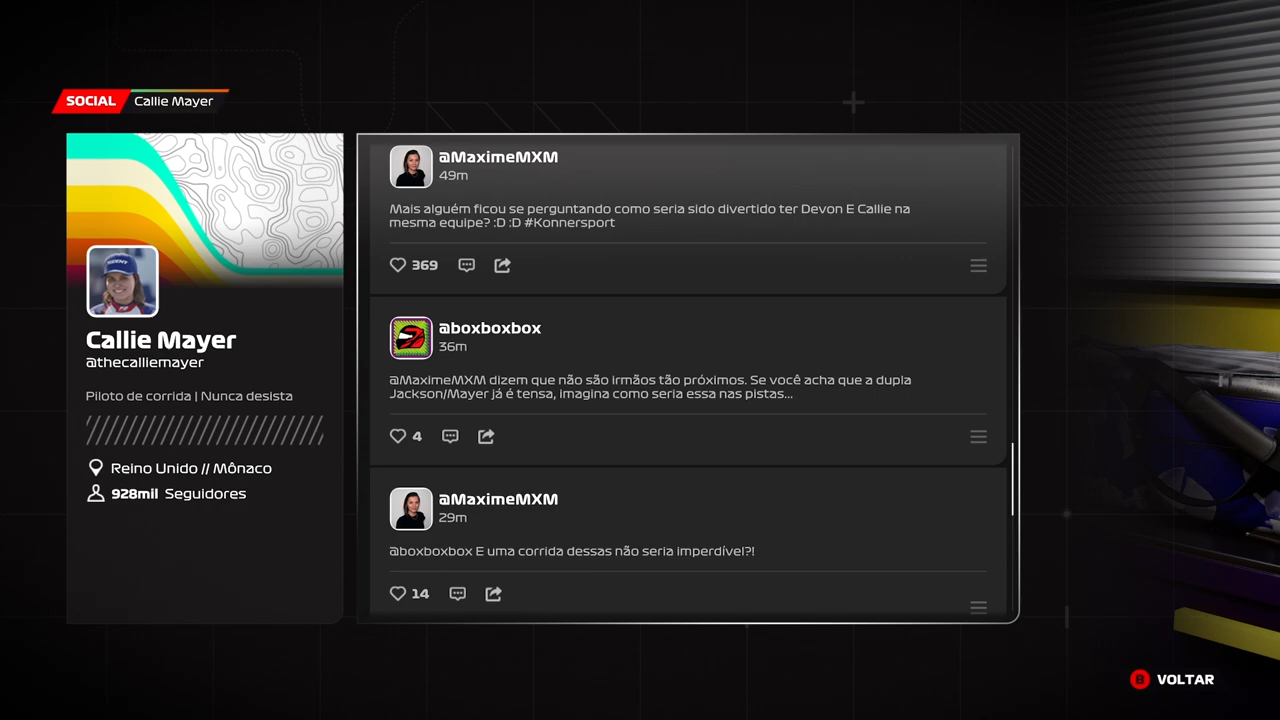 SOCIAL Callie Mayer
@MaximeMXM
49m
Mais alguém ficou se perguntando como seria sido divertido ter Devon E Callie na
mesma equipe? :D :D #Konnersport
369
@boxboxbox
36m
@MaximeMXM dizem que não são irmãos tão próximos. Se você acha que a dupla
Jackson/Mayer já é tensa, imagina como seria essa nas pistas...
4
@MaximeMXM
29m
@boxboxbox E uma corrida dessas não seria imperdível?!
14
TRIDENT
Callie Mayer
@thecalliemayer
Piloto de corrida | Nunca desista
Reino Unido // Mônaco
928mil Seguidores
B VOLTAR